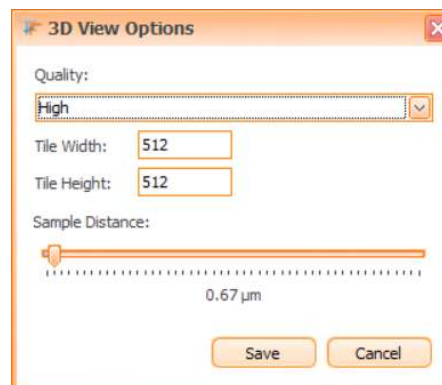 3D View Options
Quality:
High
Tile Width: 512
Tile Height: 512
Sample Distance:
0.67 µm
Save Cancel